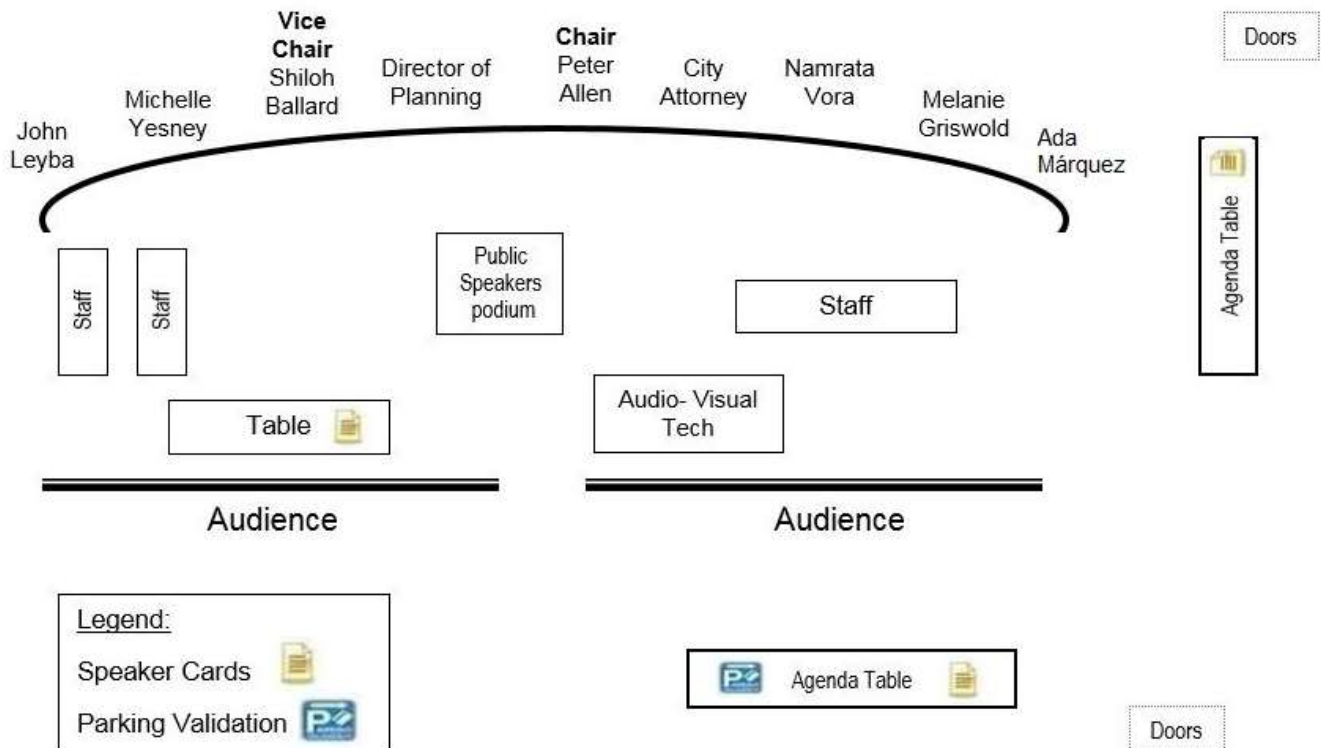 Vice
Chair
Shiloh
Ballard
Chair
Peter
Allen
Doors
Director of
Planning
City
Attorney
Namrata
Vora
Michelle
Yesney
Melanie
Griswold
John
Leyba
Ada
Márquez
Agenda Table
Public
Speakers
podium
Staff
Staff
Staff
Audio- Visual
Tech
Table
Audience
Audience
Legend:
Speaker Cards
Parking Validation
P
P
Agenda Table
Doors